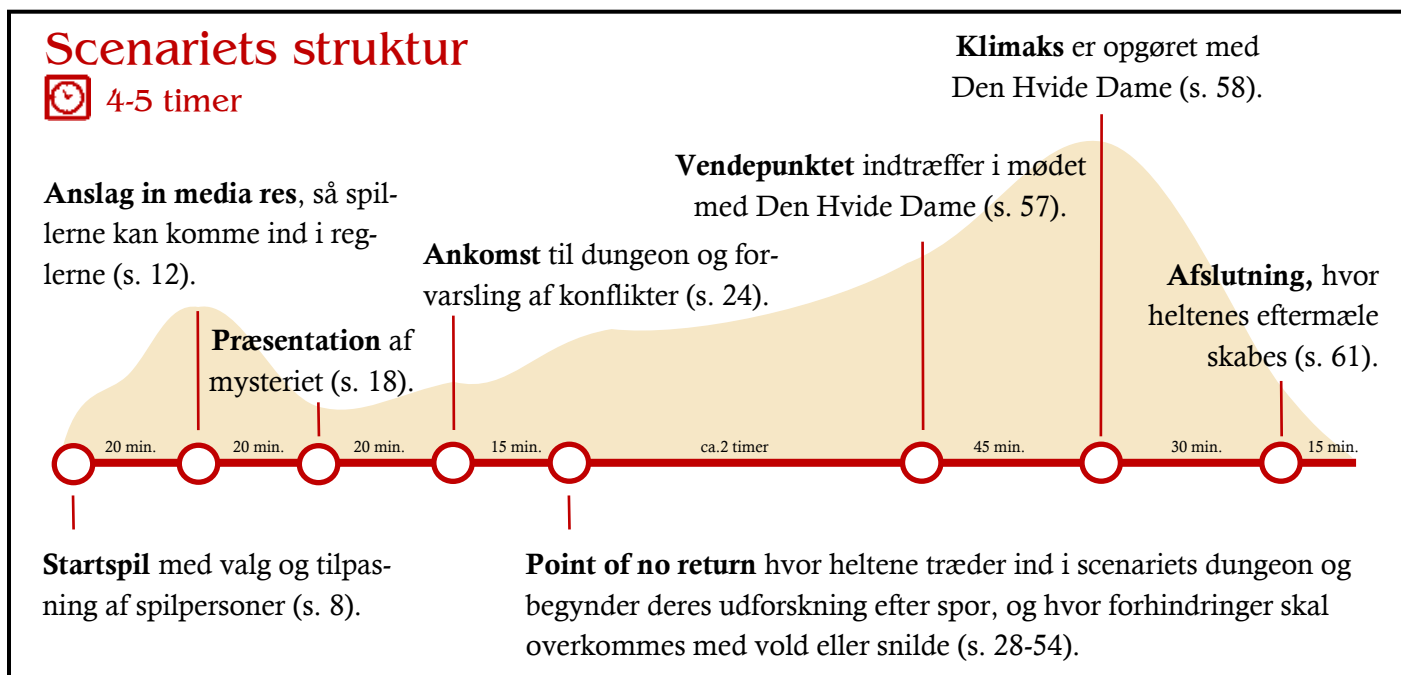 Scenariets struktur
4-5 timer
Klimaks er opgøret med
Den Hvide Dame (s. 58).
Vendepunktet indtræffer i mødet
med Den Hvide Dame (s. 57).
Anslag in media res, så spil-
lerne kan komme ind i reg-
lerne (s. 12).
Ankomst til dungeon og for-
varsling af konflikter (s. 24).
Afslutning, hvor
heltenes eftermæle
skabes (s. 61).
Præsentation af
mysteriet (s. 18).
20 min.
20 min.
20 min.
15 min.
ca.2 timer
45 min.
30 min.
15 min.
Startspil med valg og tilpas-
ning af spilpersoner (s. 8).
Point of no return hvor heltene træder ind i scenariets dungeon og
begynder deres udforskning efter spor, og hvor forhindringer skal
overkommes med vold eller snilde (s. 28-54).